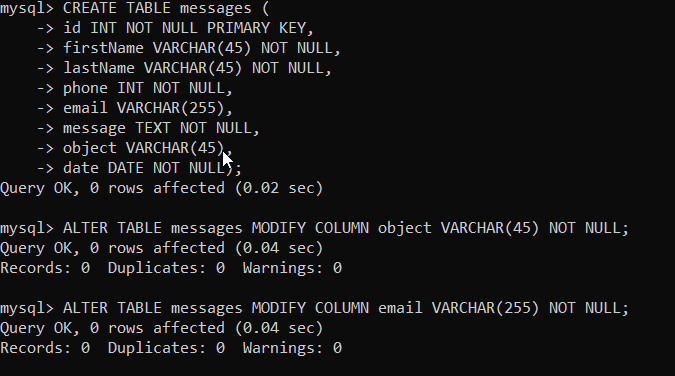 mysql> CREATE TABLE messages (
    -> id INT NOT NULL PRIMARY KEY,
    -> firstName VARCHAR(45) NOT NULL,
    -> lastName VARCHAR(45) NOT NULL,
    -> phone INT NOT NULL,
    -> email VARCHAR(255),
    -> message TEXT NOT NULL,
    -> object VARCHAR(45),
    -> date DATE NOT NULL);
Query OK, 0 rows affected (0.02 sec)

mysql> ALTER TABLE messages MODIFY COLUMN object VARCHAR(45) NOT NULL;
Query OK, 0 rows affected (0.04 sec)
Records: 0  Duplicates: 0  Warnings: 0

mysql> ALTER TABLE messages MODIFY COLUMN email VARCHAR(255) NOT NULL;
Query OK, 0 rows affected (0.04 sec)
Records: 0  Duplicates: 0  Warnings: 0